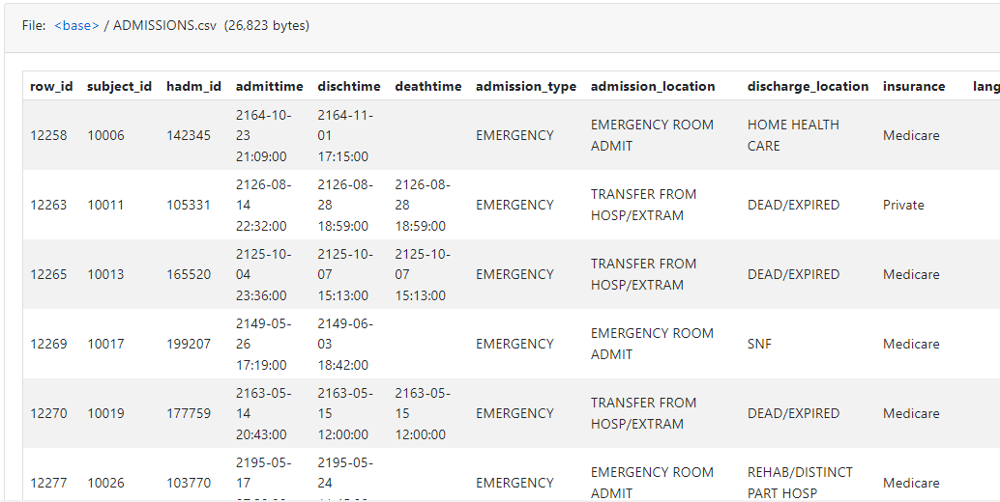 File: <base> / ADMISSIONS.csv (26,823 bytes)
row_id subject_id hadm_id admittime dischtime deathtime admission_type admission_location discharge_location insurance lang
2164-10- 2164-11-
23 01 EMERGENCY ROOM HOME HEALTH
12258 10006 142345 EMERGENCY Medicare
21:09:00 17:15:00 ADMIT CARE
2126-08- 2126-08- 2126-08-
14 28 28 TRANSFER FROM
12263 10011 105331 EMERGENCY DEAD/EXPIRED Private
22:32:00 18:59:00 18:59:00 HOSP/EXTRAM
2125-10- 2125-10- 2125-10-
04 07 07 TRANSFER FROM
12265 10013 165520 EMERGENCY DEAD/EXPIRED Medicare
23:36:00 15:13:00 15:13:00 HOSP/EXTRAM
2149-05- 2149-06-
26 03 EMERGENCY ROOM
12269 10017 199207 EMERGENCY SNF Medicare
17:19:00 18:42:00 ADMIT
2163-05- 2163-05- 2163-05-
14 15 15 TRANSFER FROM
12270 10019 177759 EMERGENCY DEAD/EXPIRED Medicare
20:43:00 12:00:00 12:00:00 HOSP/EXTRAM
2195-05- 2195-05-
17 24 EMERGENCY ROOM REHAB/DISTINCT
12277 10026 103770 EMERGENCY Medicare
ADMIT PART HOSP